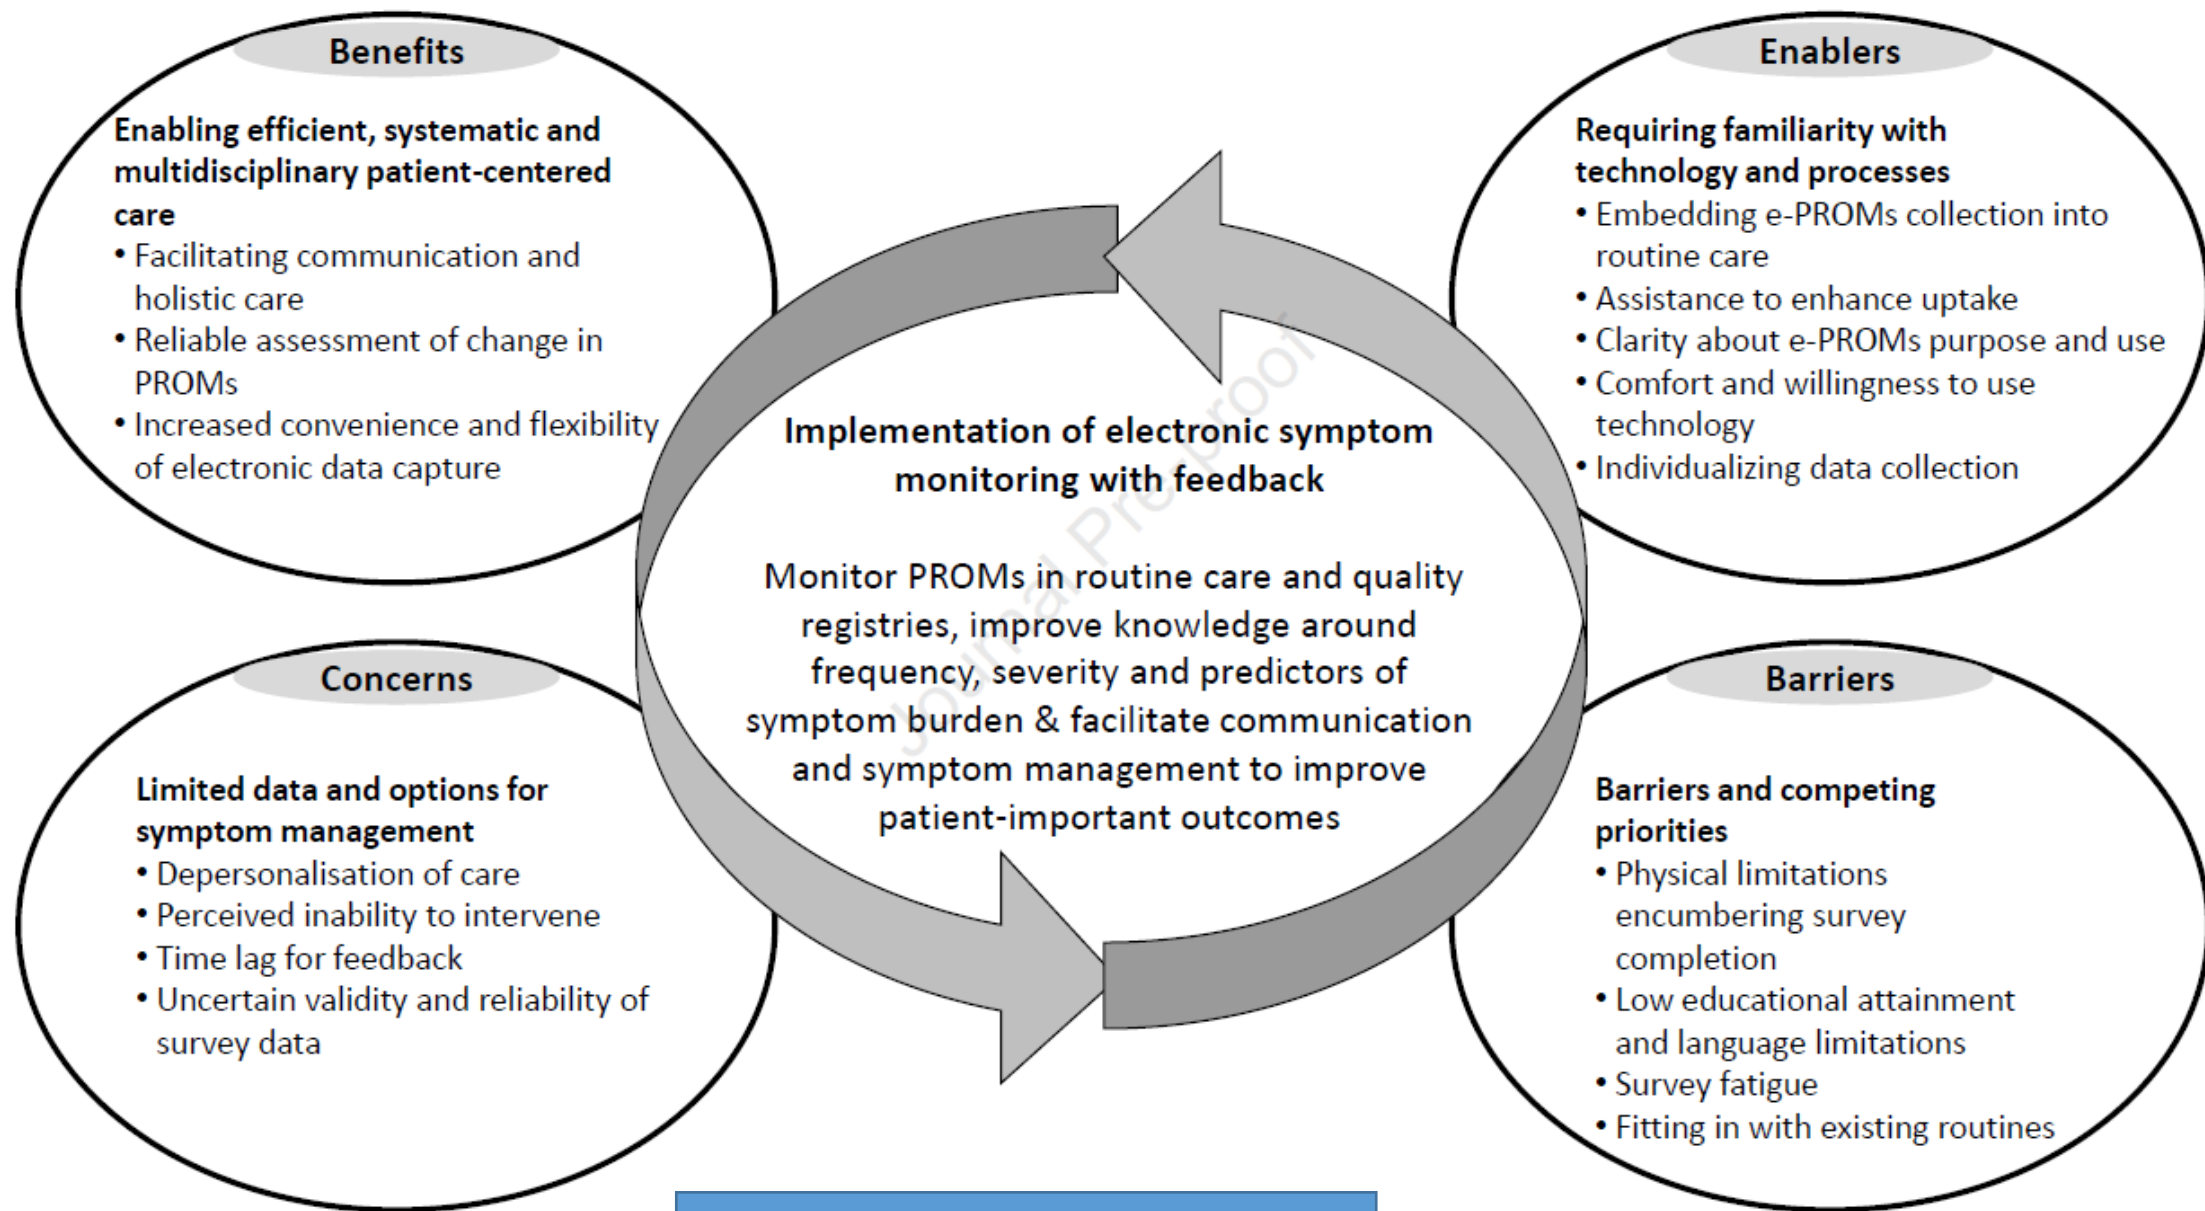 Benefits
Enabling efficient, systematic and
multidisciplinary patient-centered
care
• Facilitating communication and
holistic care
• Reliable assessment of change in
PROMs
• Increased convenience and flexibility
of electronic data capture
Enablers
Requiring familiarity with
technology and processes
• Embedding e-PROMs collection into
routine care
• Assistance to enhance uptake
• Clarity about e-PROMs purpose and use
• Comfort and willingness to use
technology
• Individualizing data collection
Implementation of electronic symptom
monitoring with feedback
Monitor PROMs in routine care and quality
registries, improve knowledge around
frequency, severity and predictors of
symptom burden & facilitate communication
and symptom management to improve
patient-important outcomes
Journal Pre-proof
Concerns
Limited data and options for
symptom management
• Depersonalisation of care
• Perceived inability to intervene
• Time lag for feedback
• Uncertain validity and reliability of
survey data
Barriers
Barriers and competing
priorities
• Physical limitations
encumbering survey
completion
• Low educational attainment
and language limitations
• Survey fatigue
• Fitting in with existing routines